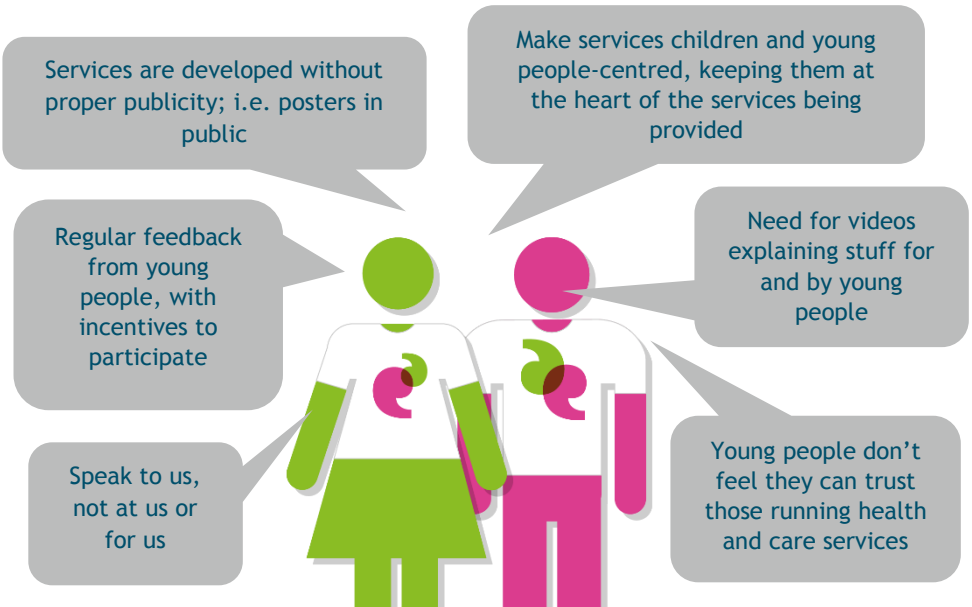 Services are developed without
proper publicity; i.e. posters in
public
Make services children and young
people-centred, keeping them at
the heart of the services being
provided
Regular feedback
from young
people, with
incentives to
participate
Need for videos
explaining stuff for
and by young
people
Speak to us,
not at us or
for us
Young people don’t
feel they can trust
those running health
and care services